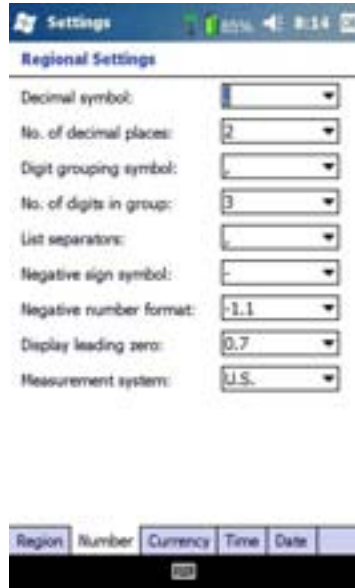 Settings 85% 8:14
Regional Settings
Decimal symbol: .
No. of decimal places: 2
Digit grouping symbol: ,
No. of digits in group: 3
List separators: ,
Negative sign symbol: -
Negative number format: -1.1
Display leading zero: 0.7
Measurement system: U.S.
Region Number Currency Time Date